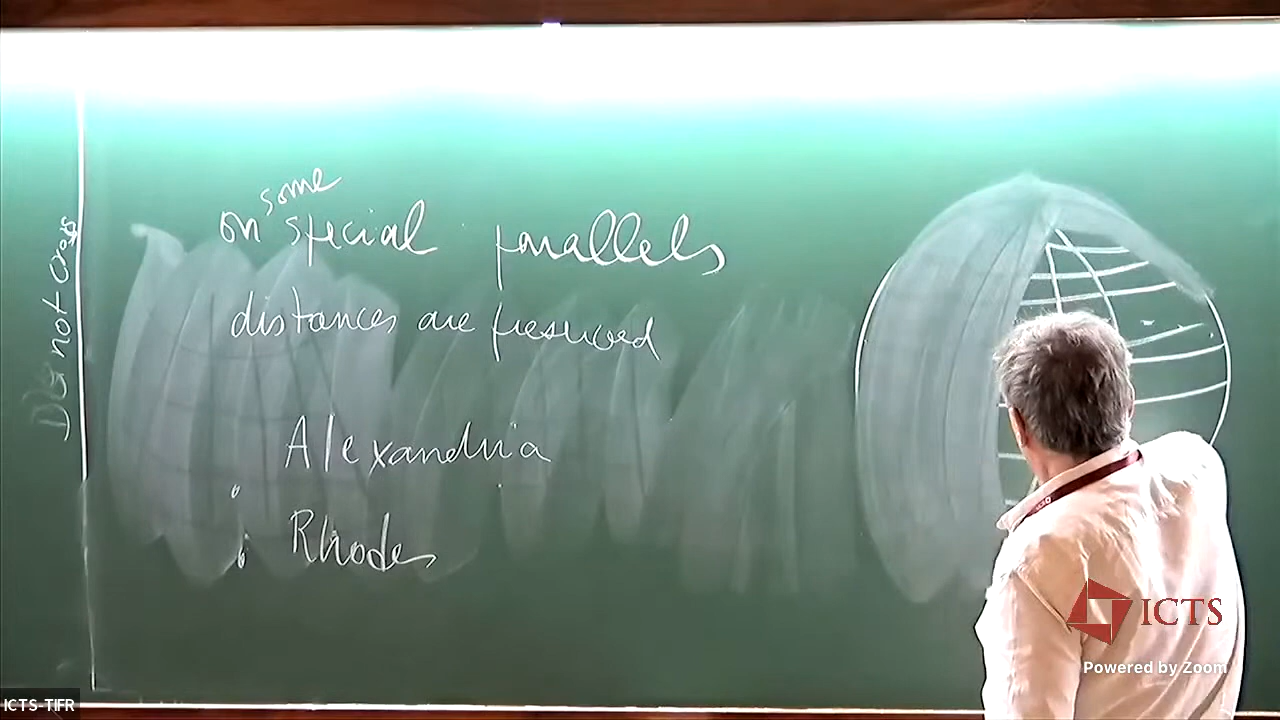 Do not Cross
some
on special parallels
distances are preserved
Alexandria
Rhodes
ICTS
Powered by Zoom
ICTS-TIFR